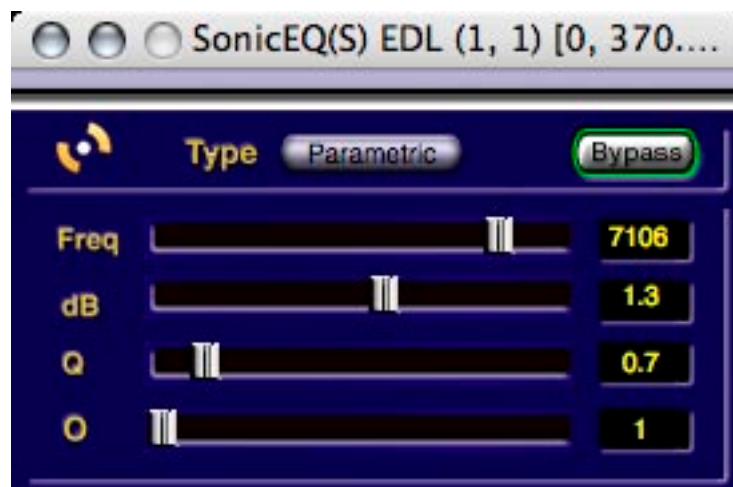 SonicEQ(S) EDL (1, 1) [0, 370....
Type Parametric Bypass
Freq 7106
dB 1.3
Q 0.7
O 1